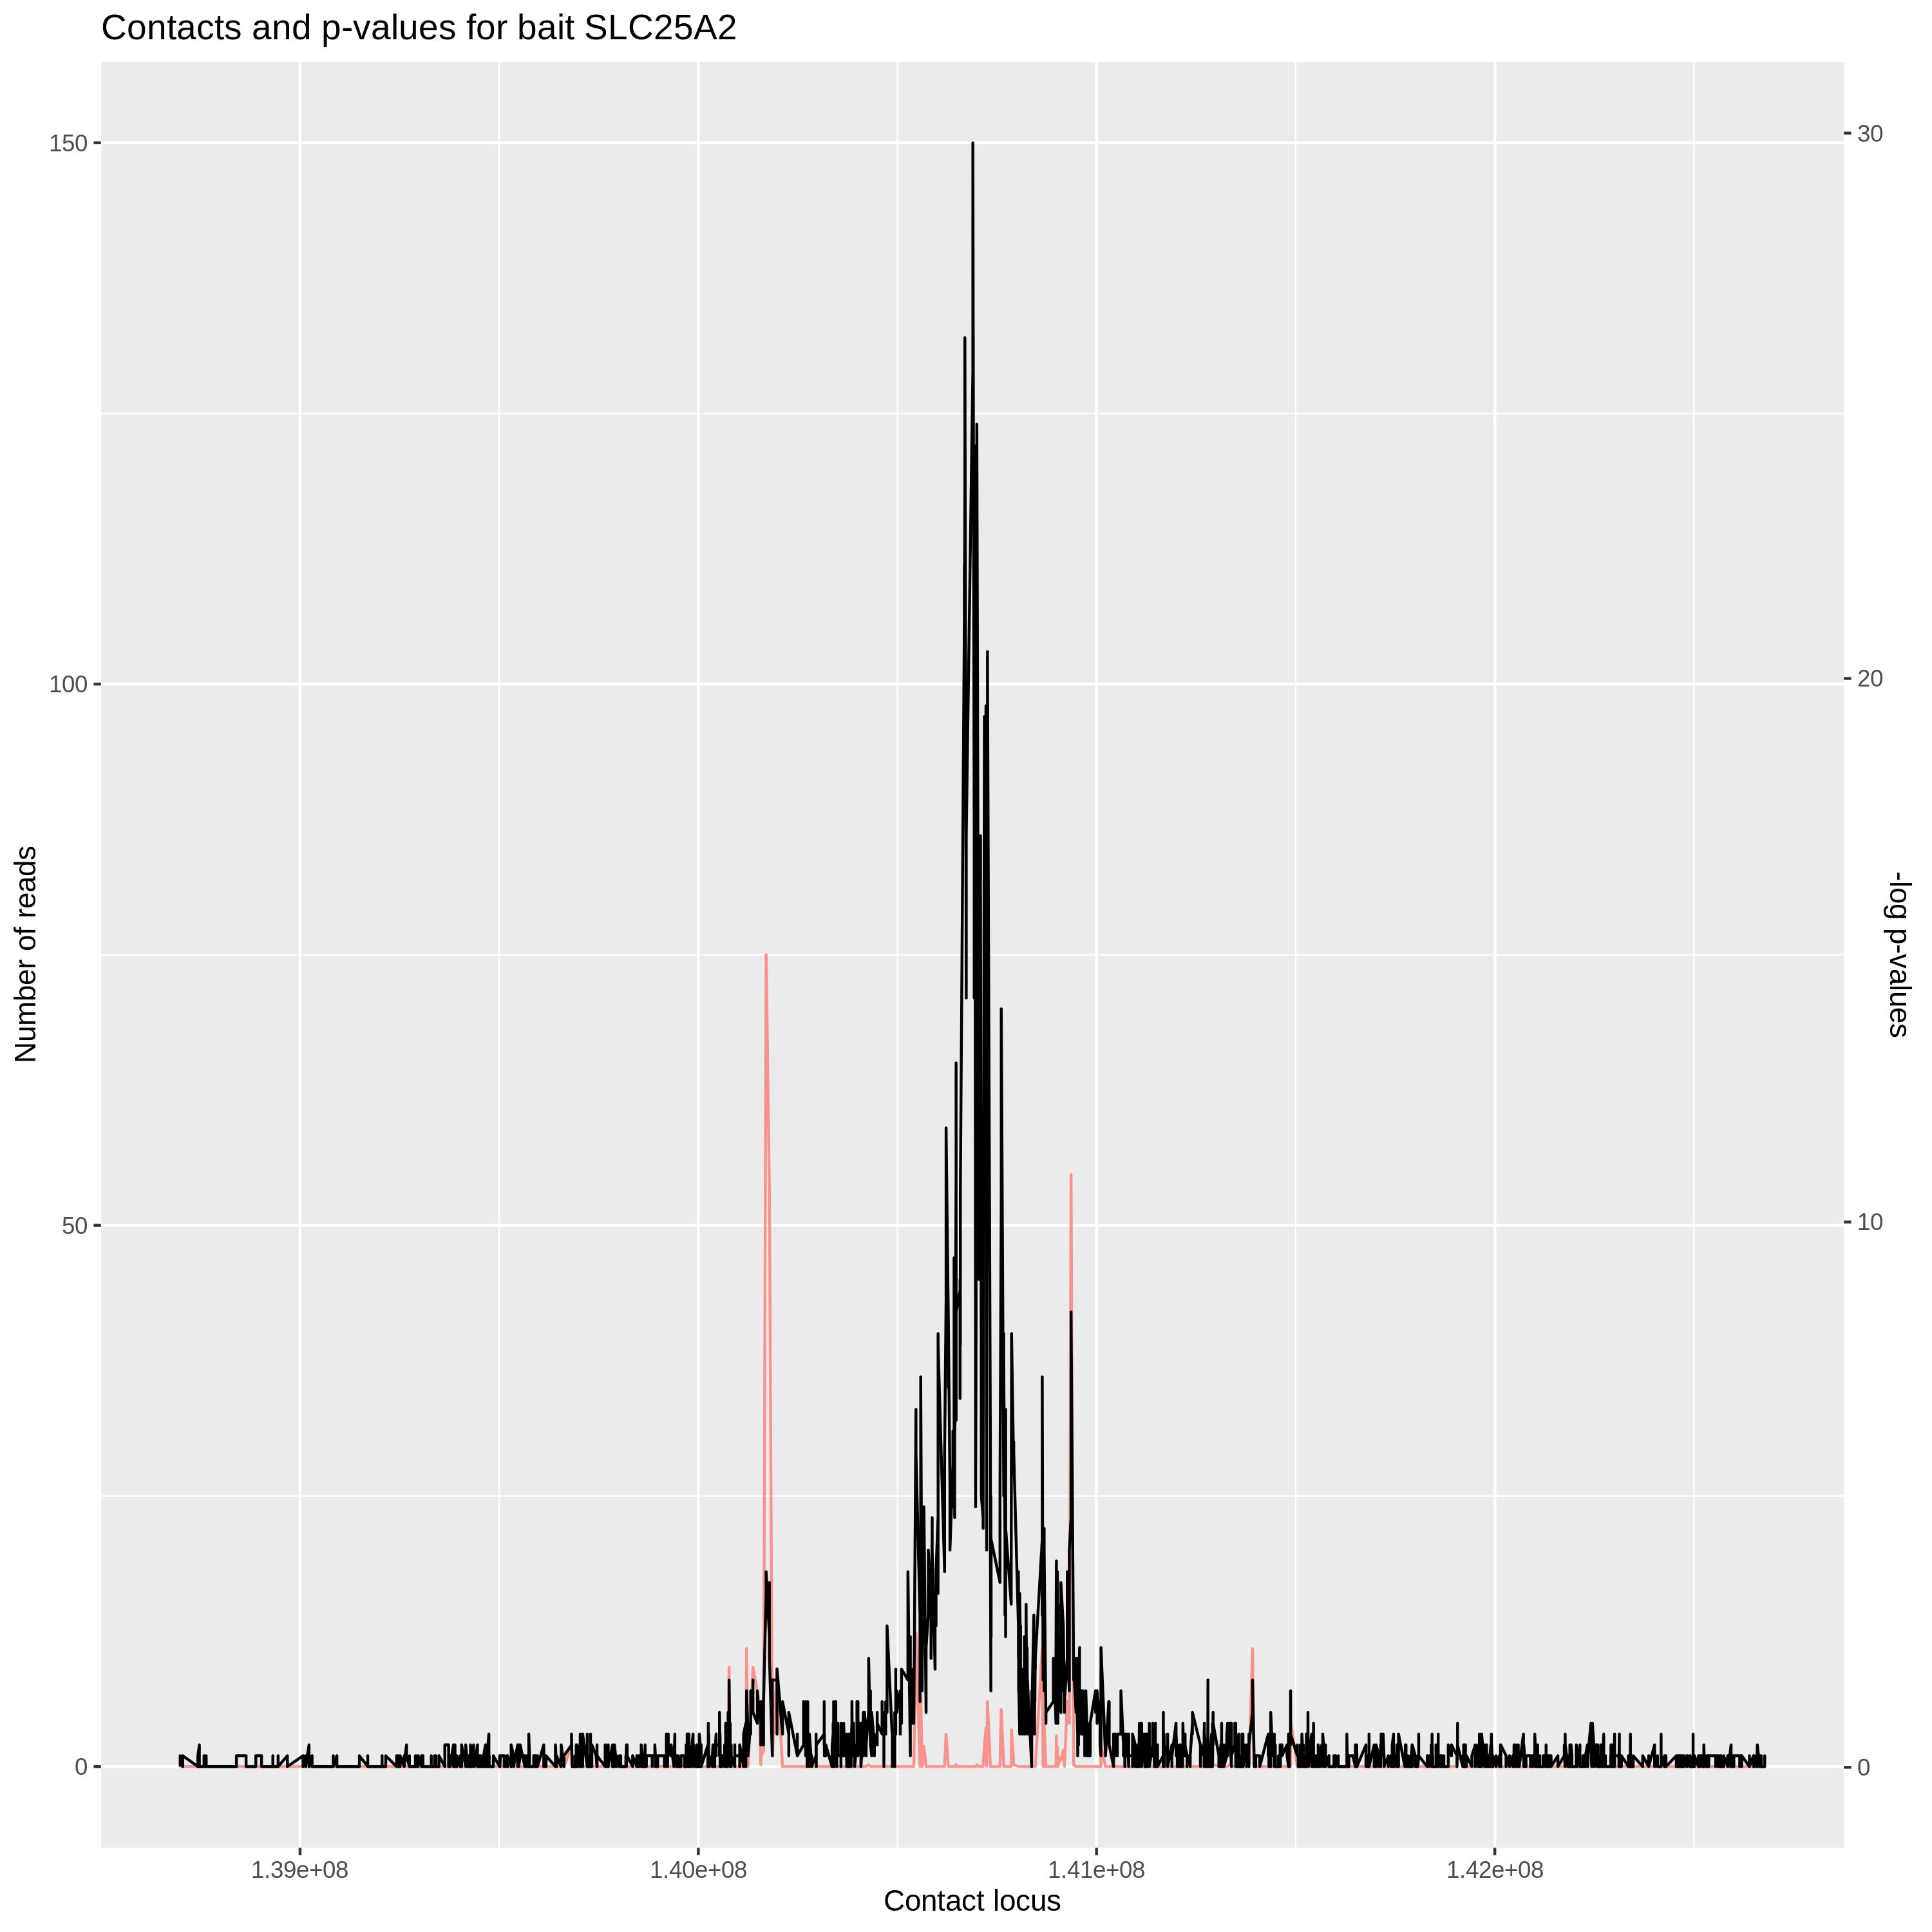 Contacts and p-values for bait SLC25A2
150
100
50
0
30
20
10
0
Number of reads
-log p-values
1.39e+08
1.40e+08
1.41e+08
1.42e+08
Contact locus